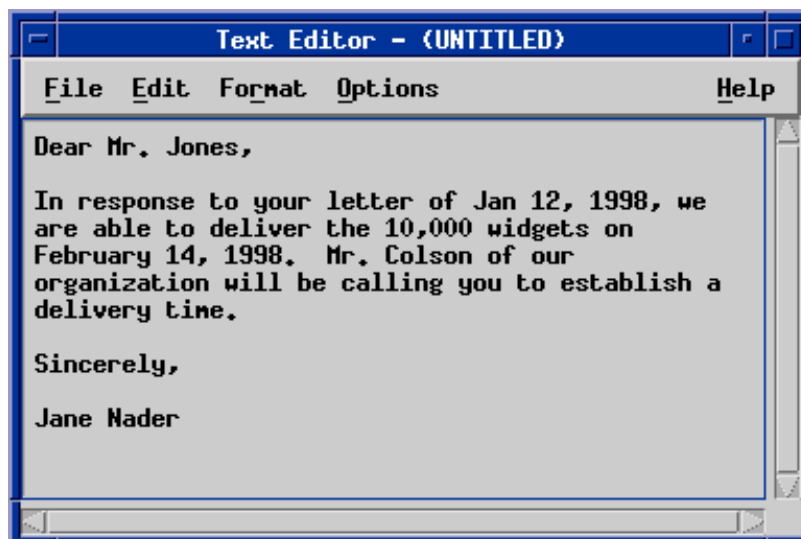 Text Editor - (UNTITLED)
File Edit Format Options Help
Dear Mr. Jones,
In response to your letter of Jan 12, 1998, we
are able to deliver the 10,000 widgets on
February 14, 1998.  Mr. Colson of our
organization will be calling you to establish a
delivery time.
Sincerely,
Jane Nader